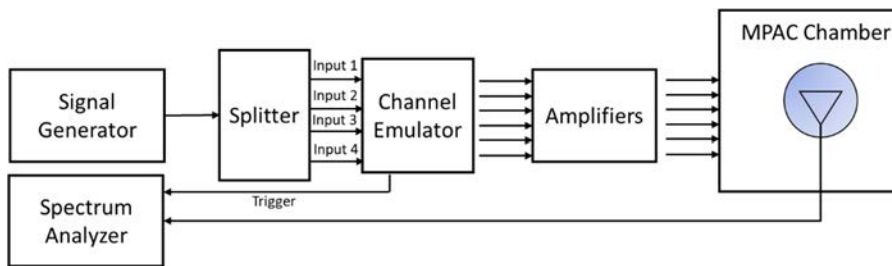 MPAC Chamber
Signal
Generator
Splitter
Input 1
Input 2
Input 3
Input 4
Channel
Emulator
Amplifiers
Spectrum
Analyzer
Trigger